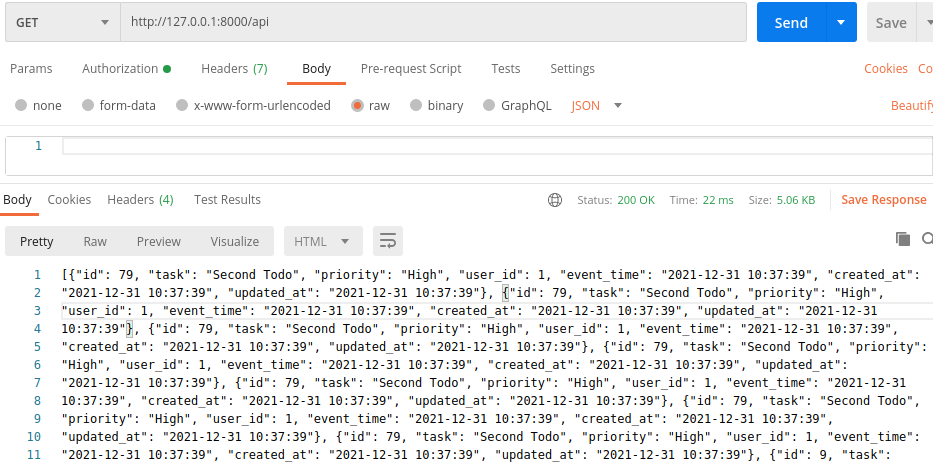 GET http://127.0.0.1:8000/api Send Save
Params Authorization Headers (7) Body Pre-request Script Tests Settings Cookies Co
none form-data x-www-form-urlencoded raw binary GraphQL JSON Beautify
1
Body Cookies Headers (4) Test Results Status: 200 OK Time: 22 ms Size: 5.06 KB Save Response
Pretty Raw Preview Visualize HTML
1 [{"id": 79, "task": "Second Todo", "priority": "High", "user_id": 1, "event_time": "2021-12-31 10:37:39", "created_at":
2 "2021-12-31 10:37:39", "updated_at": "2021-12-31 10:37:39"}, {"id": 79, "task": "Second Todo", "priority": "High",
3 "user_id": 1, "event_time": "2021-12-31 10:37:39", "created_at": "2021-12-31 10:37:39", "updated_at": "2021-12-31
4 10:37:39"}, {"id": 79, "task": "Second Todo", "priority": "High", "user_id": 1, "event_time": "2021-12-31 10:37:39",
5 "created_at": "2021-12-31 10:37:39", "updated_at": "2021-12-31 10:37:39"}, {"id": 79, "task": "Second Todo", "priority":
6 "High", "user_id": 1, "event_time": "2021-12-31 10:37:39", "created_at": "2021-12-31 10:37:39", "updated_at":
7 "2021-12-31 10:37:39"}, {"id": 79, "task": "Second Todo", "priority": "High", "user_id": 1, "event_time": "2021-12-31
8 10:37:39", "created_at": "2021-12-31 10:37:39", "updated_at": "2021-12-31 10:37:39"}, {"id": 79, "task": "Second Todo",
9 "priority": "High", "user_id": 1, "event_time": "2021-12-31 10:37:39", "created_at": "2021-12-31 10:37:39",
10 "updated_at": "2021-12-31 10:37:39"}, {"id": 79, "task": "Second Todo", "priority": "High", "user_id": 1, "event_time":
11 "2021-12-31 10:37:39", "created_at": "2021-12-31 10:37:39", "updated_at": "2021-12-31 10:37:39"}, {"id": 9, "task":